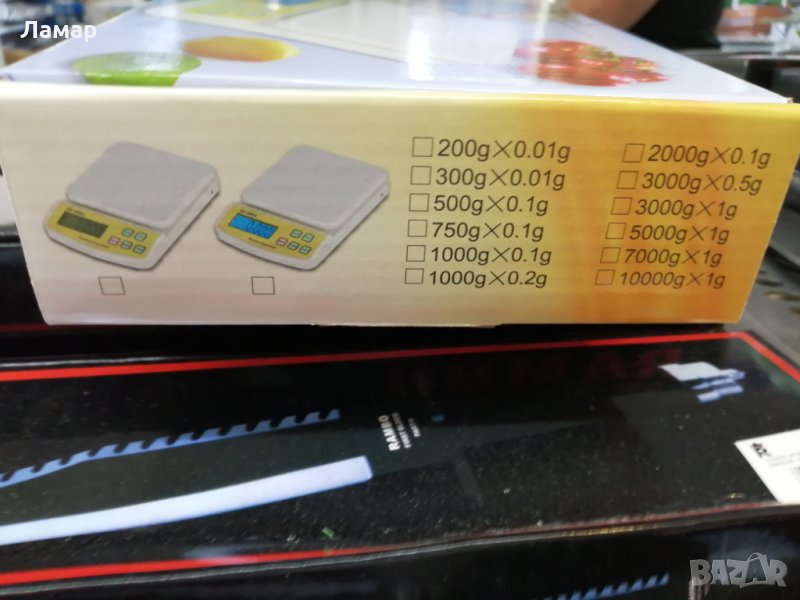 Ламар
200g×0.01g
300g×0.01g
500g×0.1g
750g×0.1g
1000g×0.1g
1000g×0.2g
2000g×0.1g
3000g×0.5g
3000g×1g
5000g×1g
7000g×1g
10000g×1g
RAMBO
BAZAR